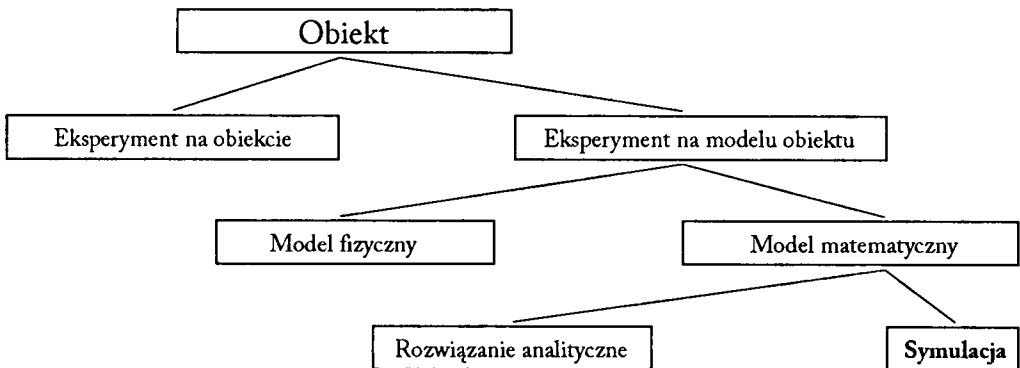 Obiekt
Eksperyment na obiekcie
Eksperyment na modelu obiektu
Model fizyczny
Model matematyczny
Rozwiązanie analityczne
Symulacja